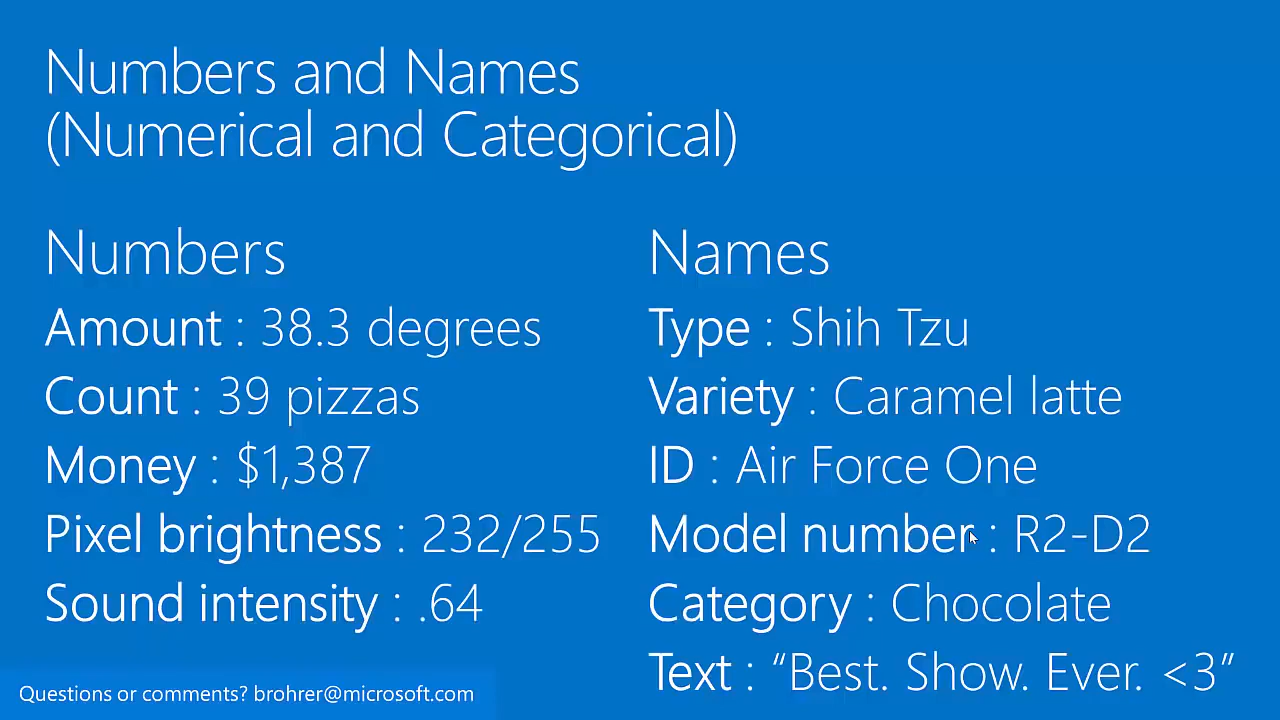 Numbers and Names
(Numerical and Categorical)
Numbers
Amount : 38.3 degrees
Count : 39 pizzas
Money : $1,387
Pixel brightness : 232/255
Sound intensity : .64
Names
Type : Shih Tzu
Variety : Caramel latte
ID : Air Force One
Model number : R2-D2
Category : Chocolate
Text : “Best. Show. Ever. <3”
Questions or comments? brohrer@microsoft.com